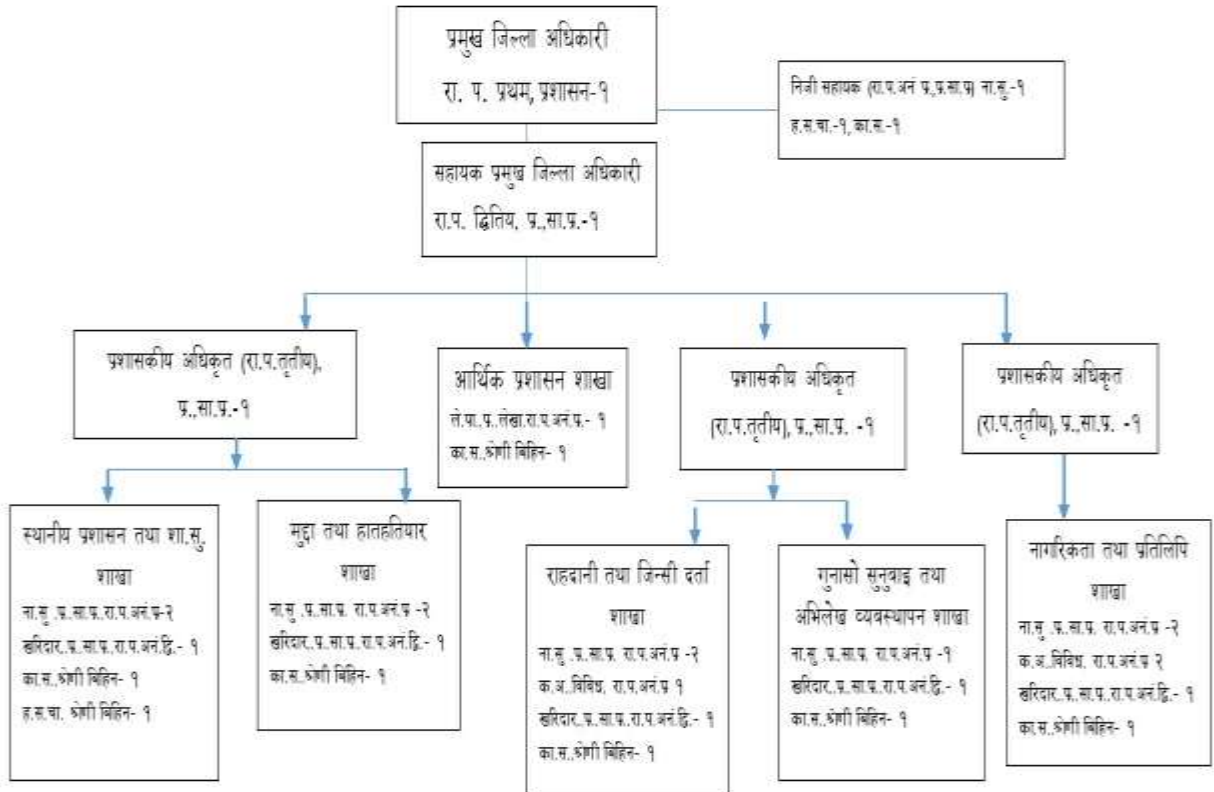 प्रमुख जिल्ला अधिकारी
रा. प. प्रथम, प्रशासन-१
निजी सहायक (रा.प.अनं प्र.,प्र.सा.प्र) ना.सु.-१
ह.स.चा.-१, का.स.-१
सहायक प्रमुख जिल्ला अधिकारी
रा.प. द्वितिय, प्र.,सा.प्र.-१
प्रशासकीय अधिकृत (रा.प.तृतीय),
प्र.,सा.प्र.-१
आर्थिक प्रशासन शाखा
ले.पा..प्र..लेखा.रा.प.अनं.प्र.- १
का.स..श्रेणी बिहिन- १
प्रशासकीय अधिकृत
(रा.प.तृतीय), प्र.,सा.प्र. -१
प्रशासकीय अधिकृत
(रा.प.तृतीय), प्र.,सा.प्र. -१
स्थानीय प्रशासन तथा शा.सु.
शाखा
ना.सु .प्र..सा.प्र..रा.प.अनं.प्र-२
खरिदार..प्र..सा.प्र..रा.प.अनं.द्वि.- १
का.स..श्रेणी बिहिन- १
ह.स.चा. श्रेणी बिहिन- १
मुद्दा तथा हातहतियार
शाखा
ना.सु .प्र..सा.प्र. रा.प.अनं.प्र -२
खरिदार..प्र..सा.प्र..रा.प.अनं.द्वि.- १
का.स..श्रेणी बिहिन- १
राहदानी तथा जिन्सी दर्ता
शाखा
ना.सु .प्र..सा.प्र. रा.प.अनं.प्र -२
क.अ..विविध. रा.प.अनं.प्र १
खरिदार..प्र..सा.प्र..रा.प.अनं.द्वि.- १
का.स..श्रेणी बिहिन- १
गुनासो सुनुवाइ तथा
अभिलेख व्यवस्थापन शाखा
ना.सु .प्र..सा.प्र. रा.प.अनं.प्र -१
खरिदार..प्र..सा.प्र..रा.प.अनं.द्वि.- १
का.स..श्रेणी बिहिन- १
नागरिकता तथा प्रतिलिपि
शाखा
ना.सु .प्र..सा.प्र. रा.प.अनं.प्र -२
क.अ..विविध. रा.प.अनं.प्र २
खरिदार..प्र..सा.प्र..रा.प.अनं.द्वि.- १
का.स..श्रेणी बिहिन- १